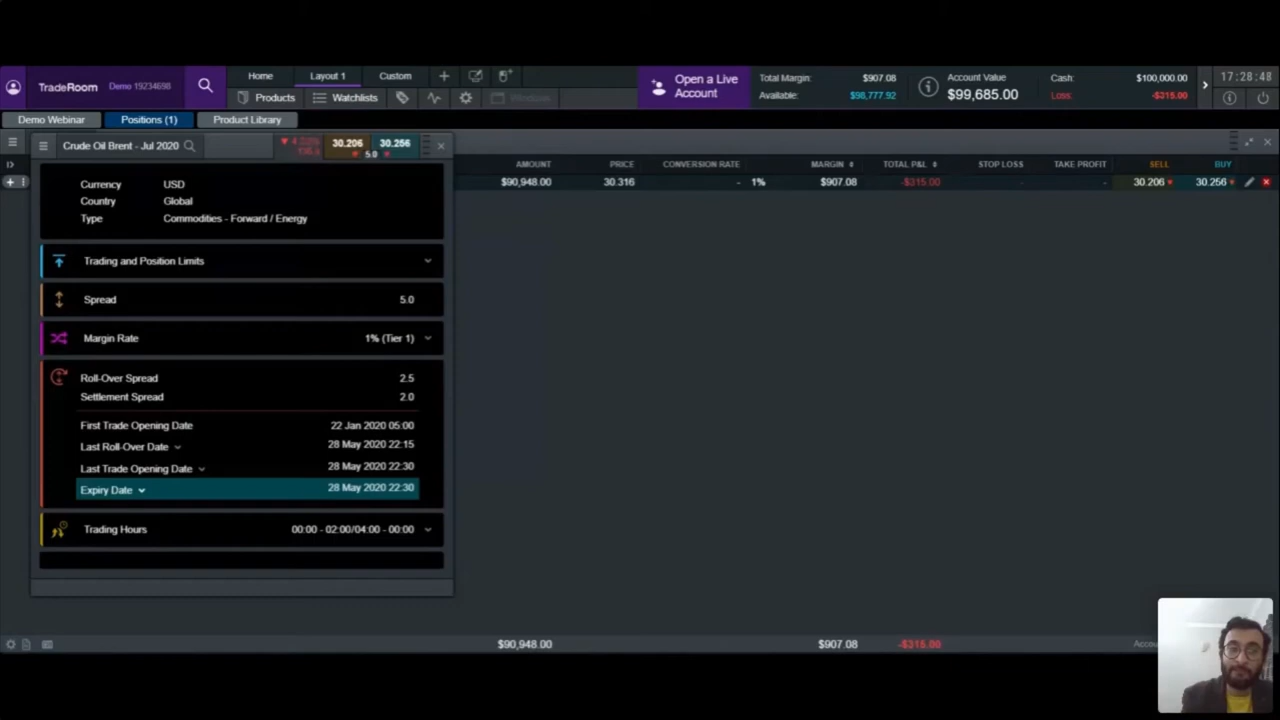 TradeRoom Demo 19234698
Home Layout 1 Custom
Products Watchlists Windows
Open a Live Account
Total Margin: $907.08
Available: $98,777.92
Account Value
$99,685.00
Cash: $100,000.00
Loss: -$315.00
17:28:48
Demo Webinar Positions (1) Product Library
Crude Oil Brent - Jul 2020
30.206 30.256
5.0
AMOUNT PRICE CONVERSION RATE MARGIN TOTAL P&L STOP LOSS TAKE PROFIT SELL BUY
$90,948.00 30.316 - 1% $907.08 -$315.00 - - 30.206 30.256
Currency USD
Country Global
Type Commodities - Forward / Energy
Trading and Position Limits
Spread 5.0
Margin Rate 1% (Tier 1)
Roll-Over Spread 2.5
Settlement Spread 2.0
First Trade Opening Date 22 Jan 2020 05:00
Last Roll-Over Date 28 May 2020 22:15
Last Trade Opening Date 28 May 2020 22:30
Expiry Date 28 May 2020 22:30
Trading Hours 00:00 - 02:00/04:00 - 00:00
$90,948.00 $907.08 -$315.00